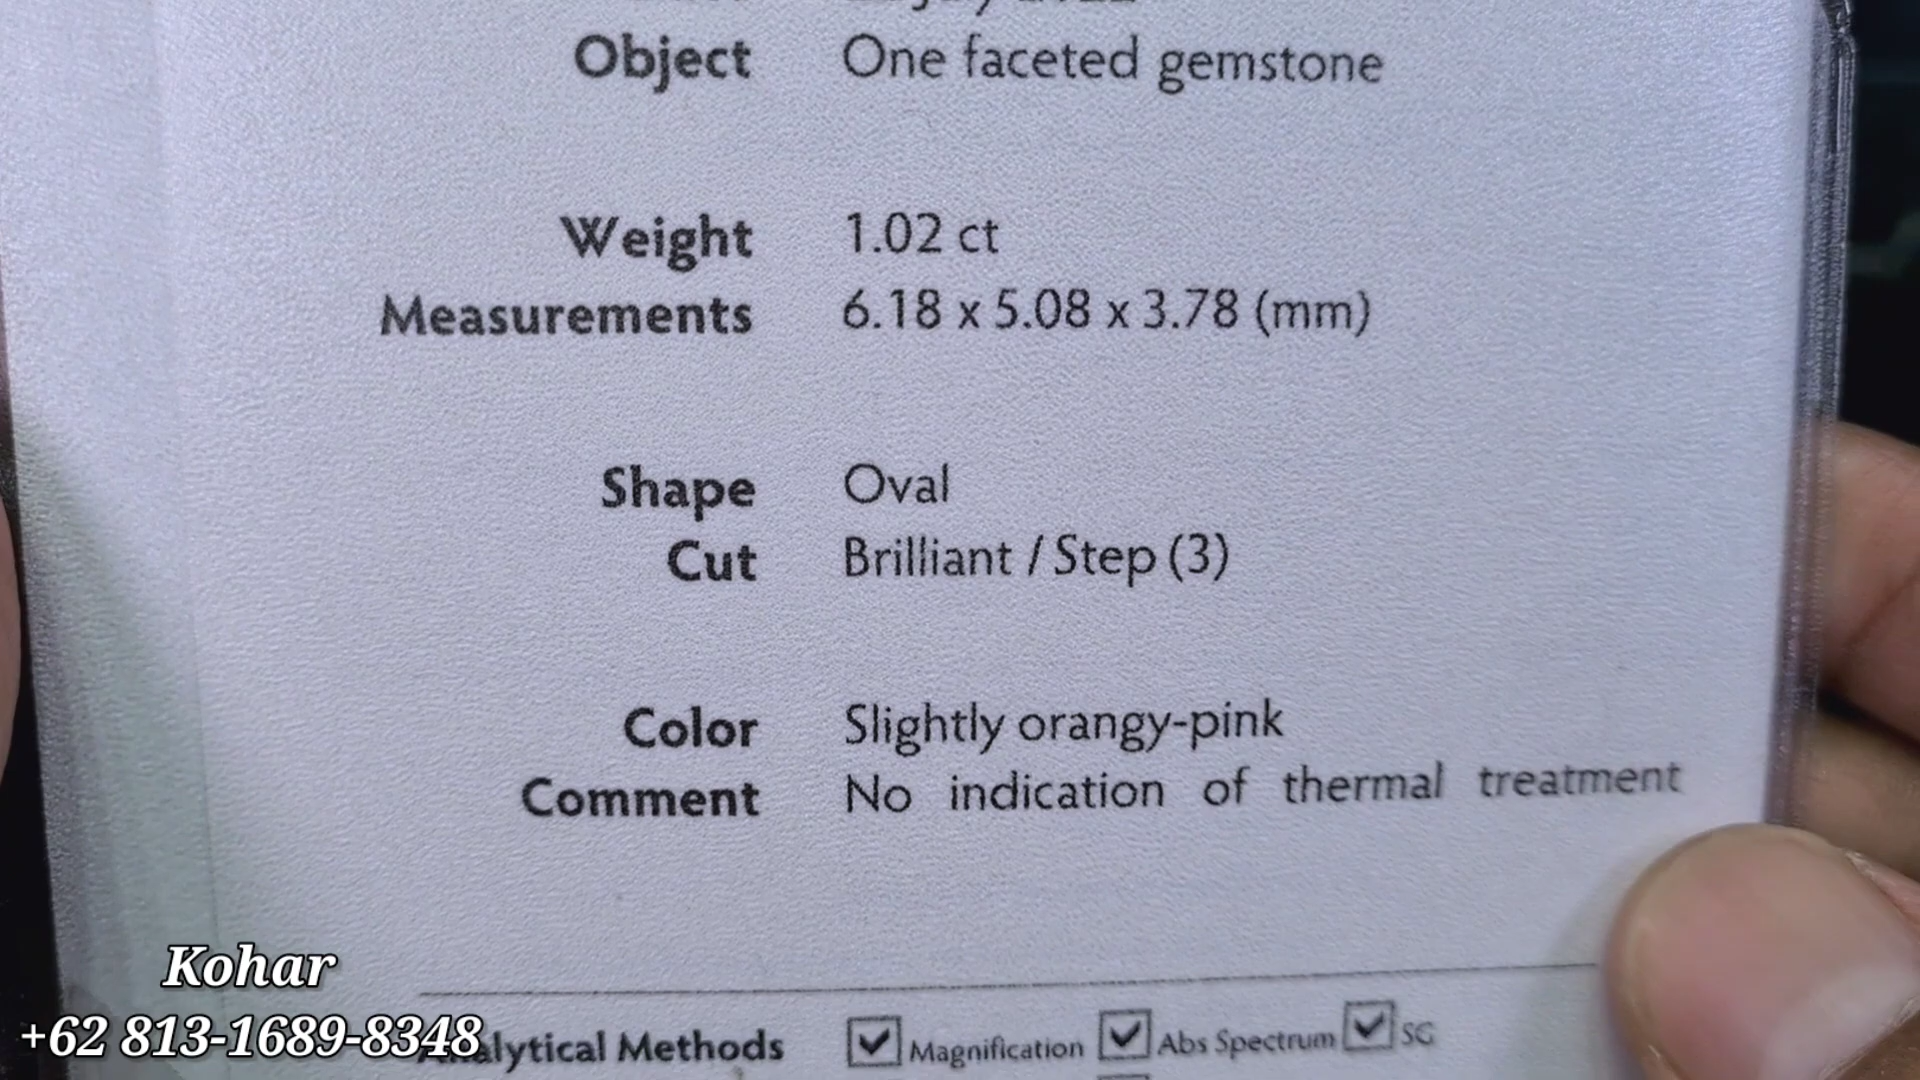 Object One faceted gemstone
Weight 1.02 ct
Measurements 6.18 x 5.08 x 3.78 (mm)
Shape Oval
Cut Brilliant / Step (3)
Color Slightly orangy-pink
Comment No indication of thermal treatment
Kohar
+62 813-1689-8348
Analytical Methods Magnification Abs Spectrum SG